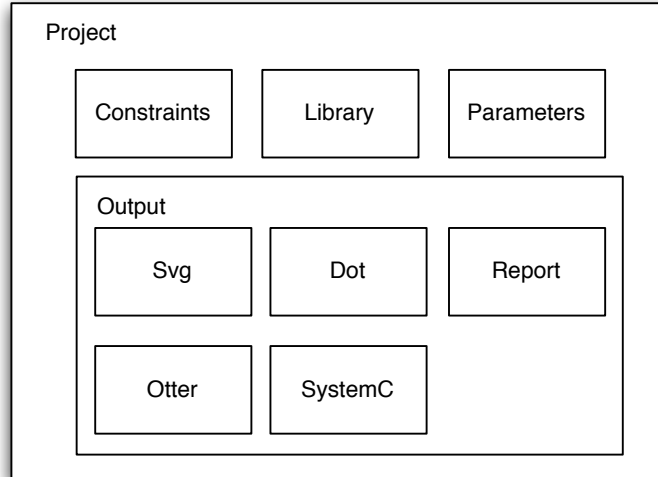 Project
Constraints
Library
Parameters
Output
Svg
Dot
Report
Otter
SystemC